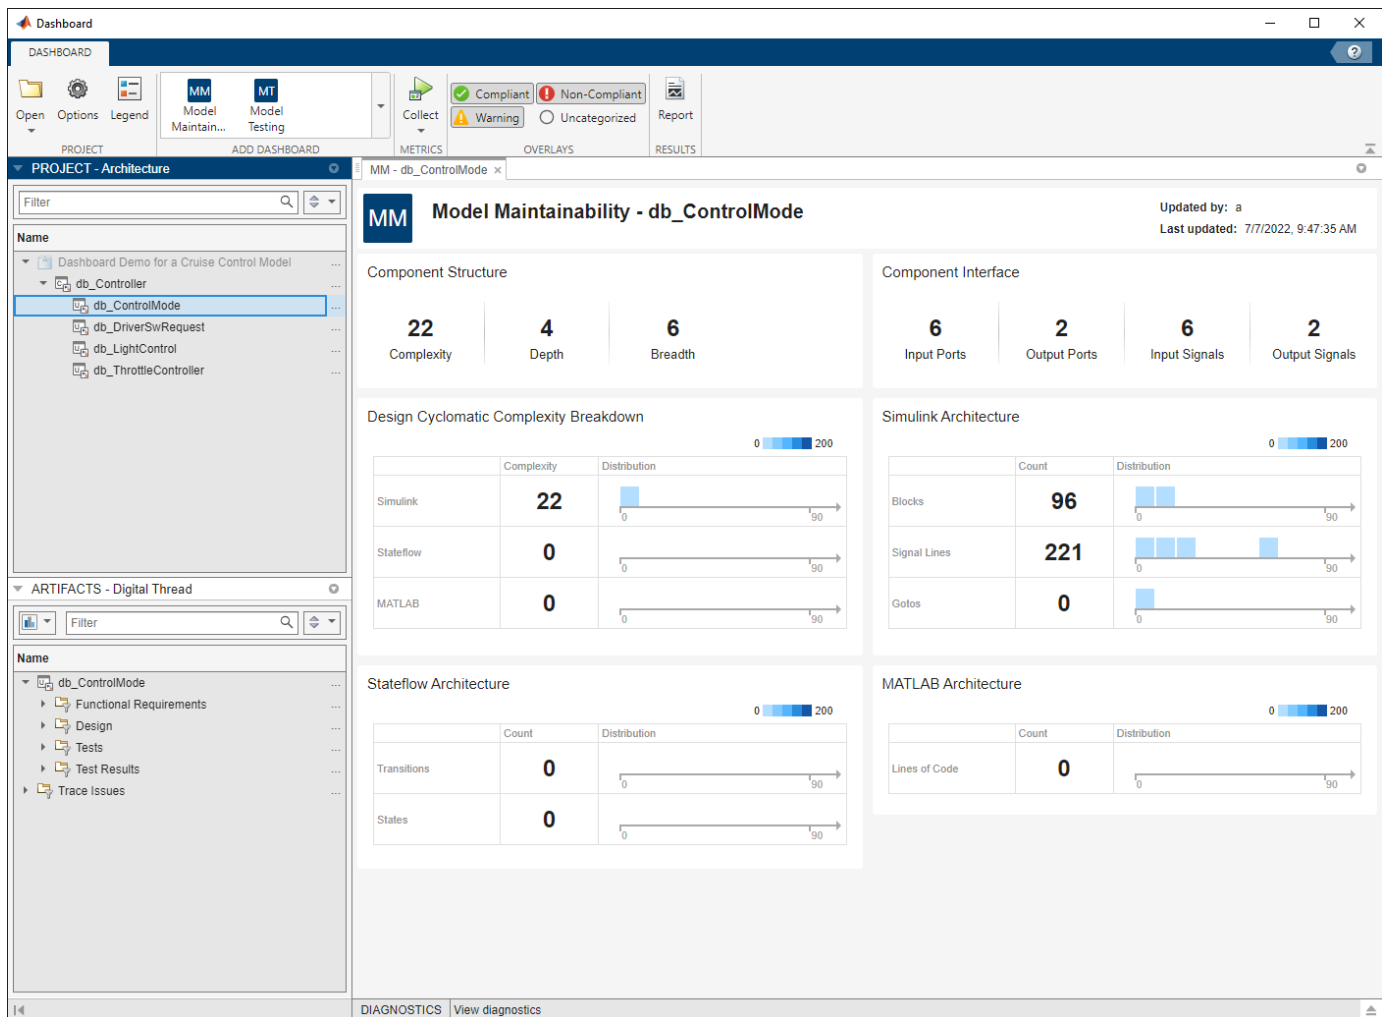 Dashboard
DASHBOARD
?
Open
Options
Legend
PROJECT
MM
Model
Maintain...
MT
Model
Testing
ADD DASHBOARD
Collect
METRICS
Compliant
Non-Compliant
Warning
Uncategorized
OVERLAYS
Report
RESULTS
PROJECT - Architecture
Filter
Name
Dashboard Demo for a Cruise Control Model ...
db_Controller ...
db_ControlMode ...
db_DriverSwRequest ...
db_LightControl ...
db_ThrottleController ...
ARTIFACTS - Digital Thread
Filter
Name
db_ControlMode ...
Functional Requirements ...
Design ...
Tests ...
Test Results ...
Trace Issues ...
MM - db_ControlMode
MM
Model Maintainability - db_ControlMode
Updated by: a
Last updated: 7/7/2022, 9:47:35 AM
Component Structure
22 4 6
Complexity Depth Breadth
Component Interface
6 2 6 2
Input Ports Output Ports Input Signals Output Signals
Design Cyclomatic Complexity Breakdown
0 200
Complexity Distribution
Simulink 22
0 90
Stateflow 0
0 90
MATLAB 0
0 90
Simulink Architecture
0 200
Count Distribution
Blocks 96
0 90
Signal Lines 221
0 90
Gotos 0
0 90
Stateflow Architecture
0 200
Count Distribution
Transitions 0
0 90
States 0
0 90
MATLAB Architecture
0 200
Count Distribution
Lines of Code 0
0 90
DIAGNOSTICS View diagnostics